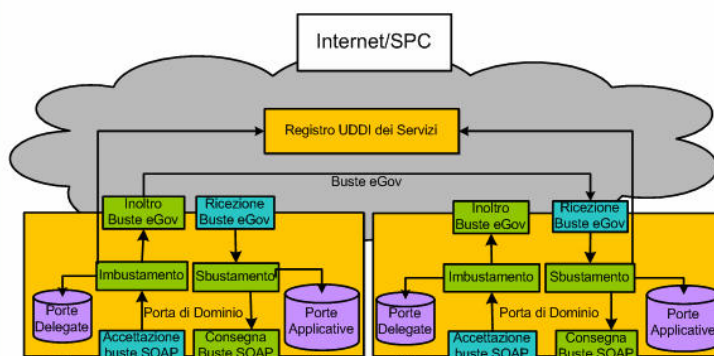 Internet/SPC
Registro UDDI dei Servizi
Buste eGov
Inoltro
Buste eGov
Ricezione
Buste eGov
Imbustamento
Sbustamento
Porte
Delegate
Porta di Dominio
Porte
Applicative
Accettazione
buste SOAP
Consegna
Buste SOAP
Inoltro
Buste eGov
Ricezione
Buste eGov
Imbustamento
Sbustamento
Porte
Delegate
Porta di Dominio
Porte
Applicative
Accettazione
buste SOAP
Consegna
Buste SOAP